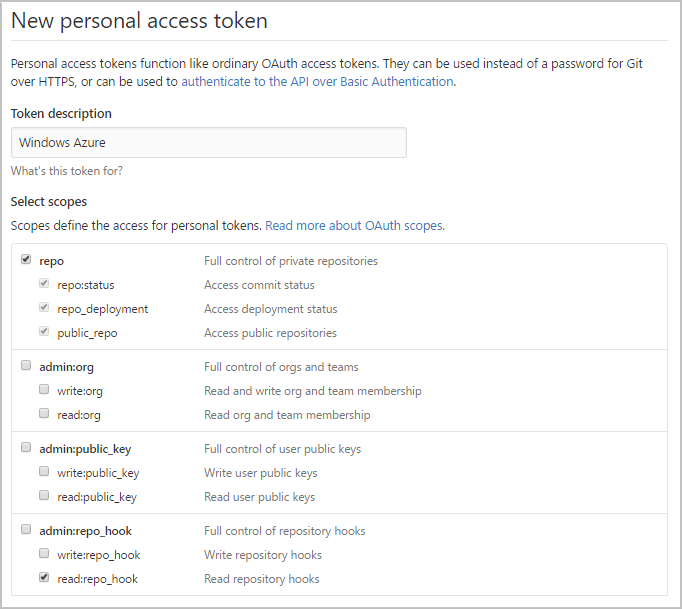 New personal access token
Personal access tokens function like ordinary OAuth access tokens. They can be used instead of a password for Git
over HTTPS, or can be used to authenticate to the API over Basic Authentication.
Token description
Windows Azure
What's this token for?
Select scopes
Scopes define the access for personal tokens. Read more about OAuth scopes.
repo Full control of private repositories
repo:status Access commit status
repo_deployment Access deployment status
public_repo Access public repositories
admin:org Full control of orgs and teams
write:org Read and write org and team membership
read:org Read org and team membership
admin:public_key Full control of user public keys
write:public_key Write user public keys
read:public_key Read user public keys
admin:repo_hook Full control of repository hooks
write:repo_hook Write repository hooks
read:repo_hook Read repository hooks